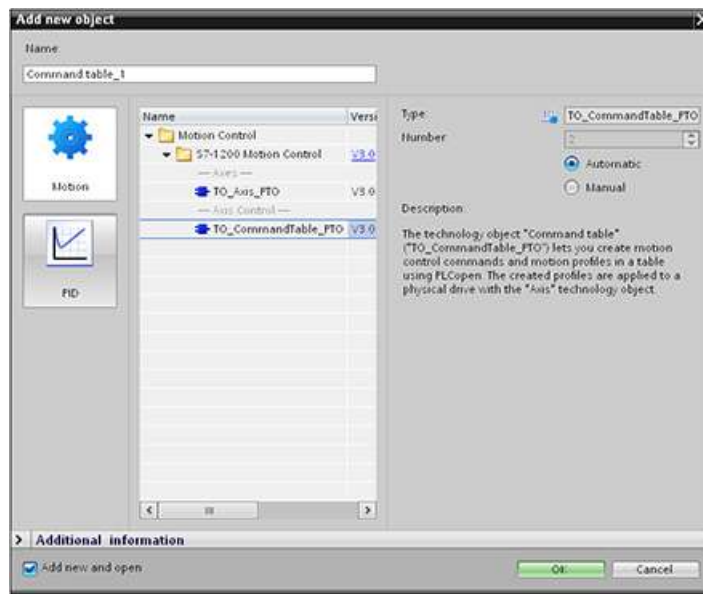 Add new object
Name:
Command table_1
Motion
PID
Name
Versi
Motion Control
S7-1200 Motion Control V3.0
— Axes —
TO_Axis_PTO V3.0
— Axis Control —
TO_CommandTable_PTO V3.0
Type:
TO_CommandTable_PTO
Number
2
Automatic
Manual
Description:
The technology object "Command table"
("TO_CommandTable_PTO") lets you create motion
control commands and motion profiles in a table
using PLCopen. The created profiles are applied to a
physical drive with the "Axis" technology object.
Additional information
Add new and open
OK
Cancel